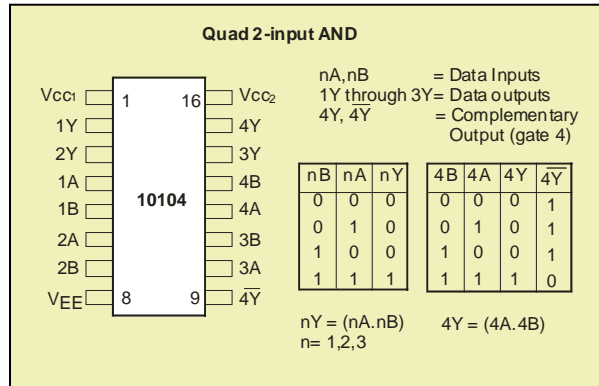 Quad 2-input AND
nA,nB = Data Inputs
1Y through 3Y= Data outputs
4Y, 4Y̅ = Complementary
Output (gate 4)
Vcc₁ 1 16 Vcc₂
1Y 4Y
2Y 3Y
1A 4B
1B 10104 4A
2A 3B
2B 3A
VEE 8 9 4Y̅
nB nA nY
0 0 0
0 1 0
1 0 0
1 1 1
4B 4A 4Y 4Y̅
0 0 0 1
0 1 0 1
1 0 0 1
1 1 1 0
nY = (nA.nB)
n= 1,2,3
4Y = (4A.4B)